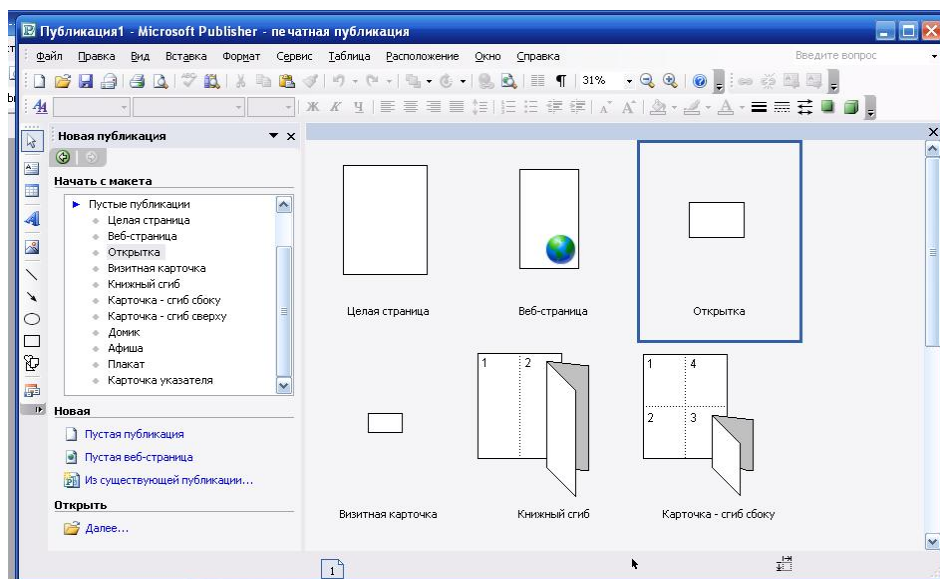 Публикация1 - Microsoft Publisher - печатная публикация
Файл Правка Вид Вставка Формат Сервис Таблица Расположение Окно Справка Введите вопрос
31%
Ж К Ч
Новая публикация
Начать с макета
Пустые публикации
Целая страница
Веб-страница
Открытка
Визитная карточка
Книжный сгиб
Карточка - сгиб сбоку
Карточка - сгиб сверху
Домик
Афиша
Плакат
Карточка указателя
Новая
Пустая публикация
Пустая веб-страница
Из существующей публикации...
Открыть
Далее...
Целая страница Веб-страница Открытка
1 2 1 4
2 3
Визитная карточка Книжный сгиб Карточка - сгиб сбоку
1